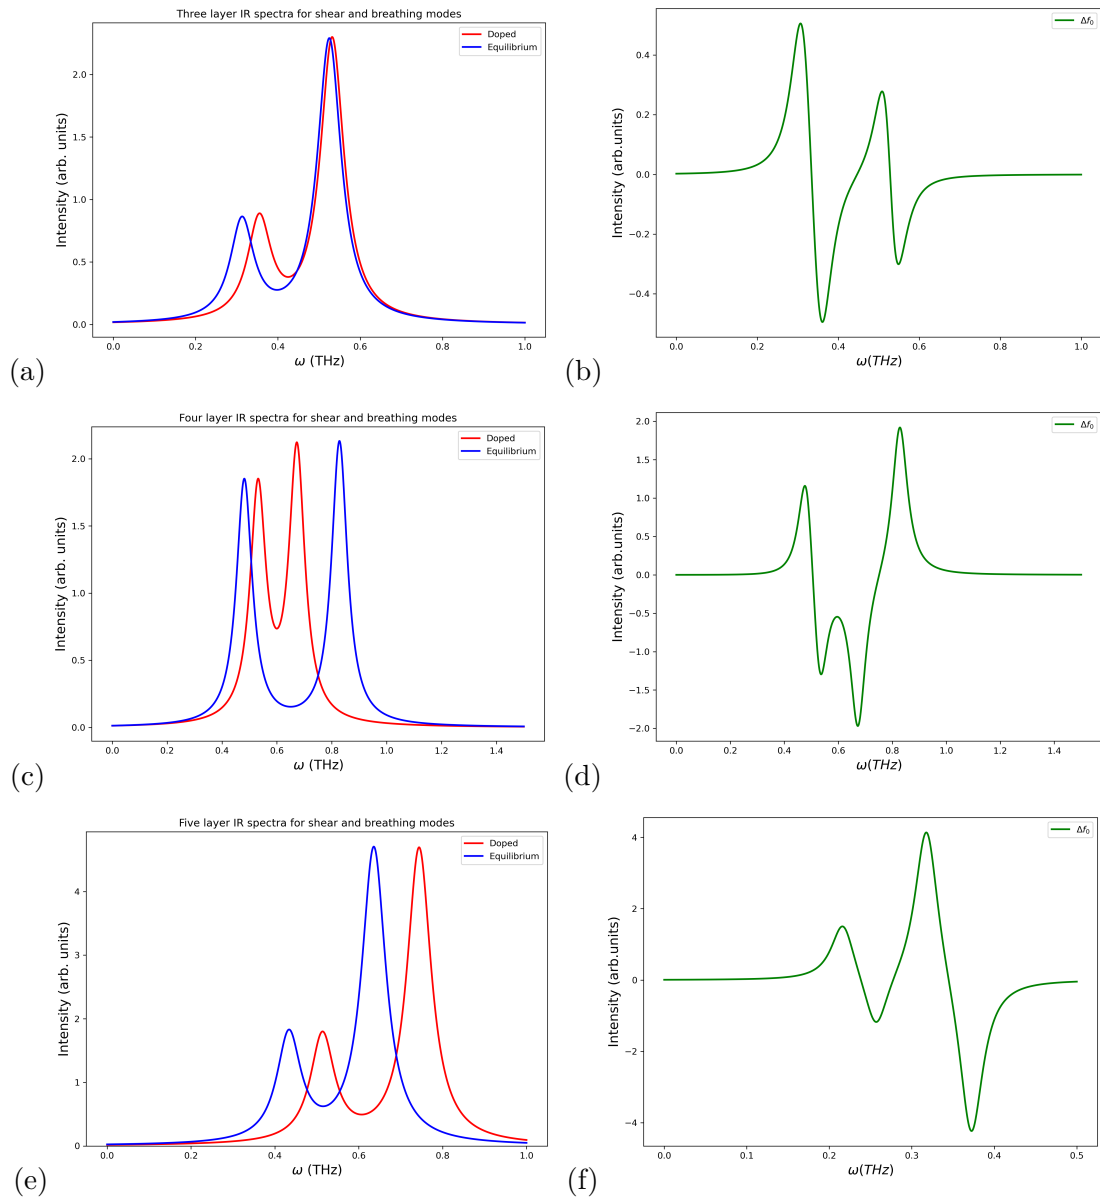 Three layer IR spectra for shear and breathing modes
Doped
Equilibrium
Intensity (arb. units)
2.0
1.5
1.0
0.5
0.0
0.0 0.2 0.4 0.6 0.8 1.0
ω (THz)
(a)
Δf₀
Intensity (arb.units)
0.4
0.2
0.0
−0.2
−0.4
0.0 0.2 0.4 0.6 0.8 1.0
ω(THz)
(b)
Four layer IR spectra for shear and breathing modes
Doped
Equilibrium
Intensity (arb. units)
2.0
1.5
1.0
0.5
0.0
0.0 0.2 0.4 0.6 0.8 1.0 1.2 1.4
ω (THz)
(c)
Δf₀
Intensity (arb.units)
2.0
1.5
1.0
0.5
0.0
−0.5
−1.0
−1.5
−2.0
0.0 0.2 0.4 0.6 0.8 1.0 1.2 1.4
ω(THz)
(d)
Five layer IR spectra for shear and breathing modes
Doped
Equilibrium
Intensity (arb. units)
4
3
2
1
0
0.0 0.2 0.4 0.6 0.8 1.0
ω (THz)
(e)
Δf₀
Intensity (arb.units)
4
2
0
−2
−4
0.0 0.1 0.2 0.3 0.4 0.5
ω(THz)
(f)